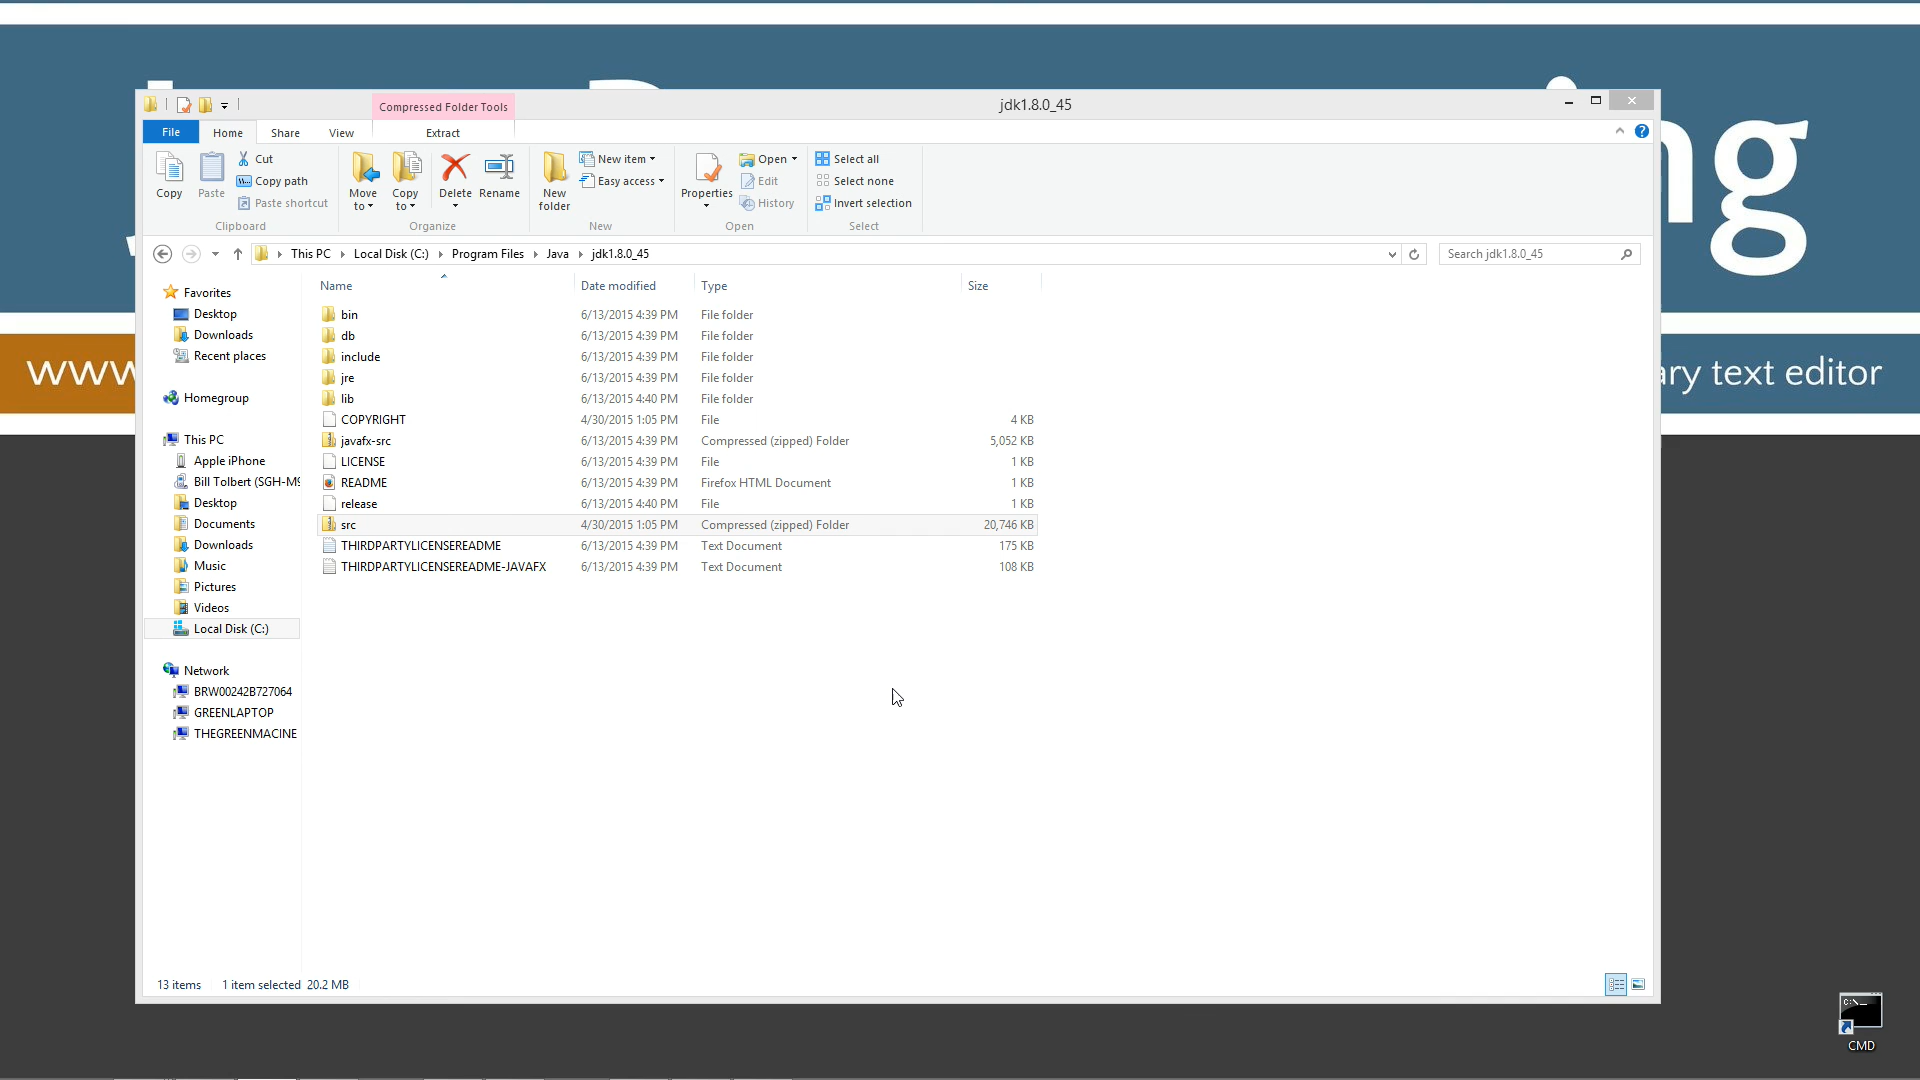 Compressed Folder Tools
jdk1.8.0_45
File Home Share View Extract
Copy
Paste
Cut
Copy path
Paste shortcut
Clipboard
Move to
Copy to
Delete
Rename
Organize
New folder
New item
Easy access
New
Properties
Open
Edit
History
Open
Select all
Select none
Invert selection
Select
This PC Local Disk (C:) Program Files Java jdk1.8.0_45
Search jdk1.8.0_45
Favorites
Desktop
Downloads
Recent places
Homegroup
This PC
Apple iPhone
Bill Tolbert (SGH-M9
Desktop
Documents
Downloads
Music
Pictures
Videos
Local Disk (C:)
Network
BRW00242B727064
GREENLAPTOP
THEGREENMACINE
Name Date modified Type Size
bin 6/13/2015 4:39 PM File folder
db 6/13/2015 4:39 PM File folder
include 6/13/2015 4:39 PM File folder
jre 6/13/2015 4:39 PM File folder
lib 6/13/2015 4:40 PM File folder
COPYRIGHT 4/30/2015 1:05 PM File 4 KB
javafx-src 6/13/2015 4:39 PM Compressed (zipped) Folder 5,052 KB
LICENSE 6/13/2015 4:39 PM File 1 KB
README 6/13/2015 4:39 PM Firefox HTML Document 1 KB
release 6/13/2015 4:40 PM File 1 KB
src 4/30/2015 1:05 PM Compressed (zipped) Folder 20,746 KB
THIRDPARTYLICENSEREADME 6/13/2015 4:39 PM Text Document 175 KB
THIRDPARTYLICENSEREADME-JAVAFX 6/13/2015 4:39 PM Text Document 108 KB
13 items 1 item selected 20.2 MB
www
ary text editor
C:\_
CMD